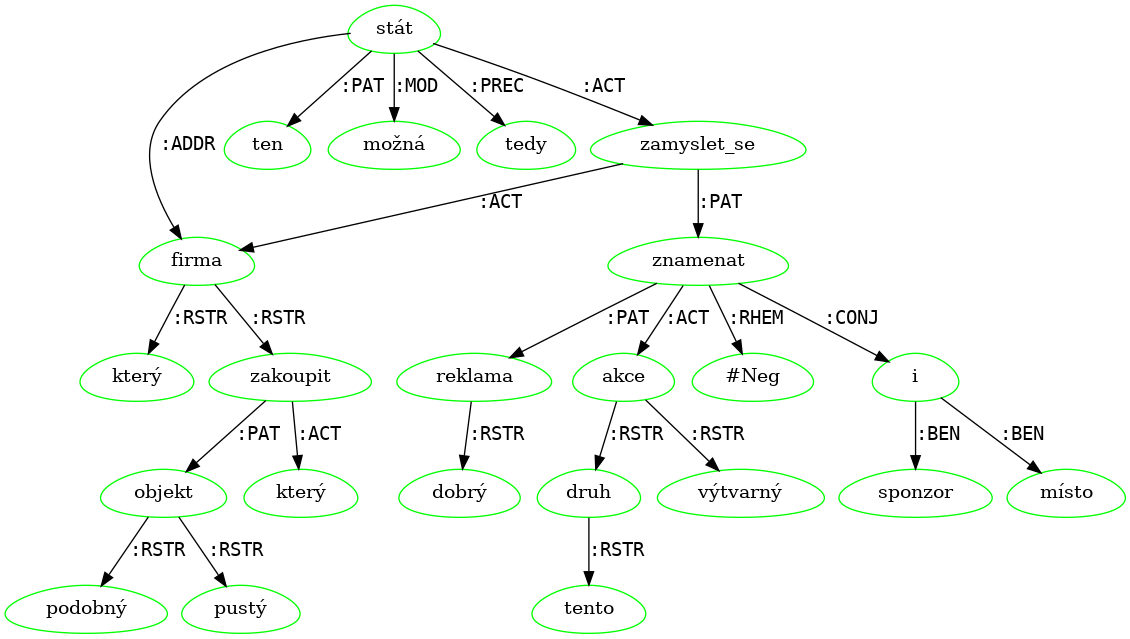 stát
:PAT :MOD :PREC :ACT
:ADDR ten možná tedy zamyslet_se
:ACT :PAT
firma znamenat
:RSTR :RSTR :PAT :ACT :RHEM :CONJ
který zakoupit reklama akce #Neg i
:PAT :ACT :RSTR :RSTR :RSTR :BEN :BEN
objekt který dobrý druh výtvarný sponzor místo
:RSTR :RSTR :RSTR
podobný pustý tento